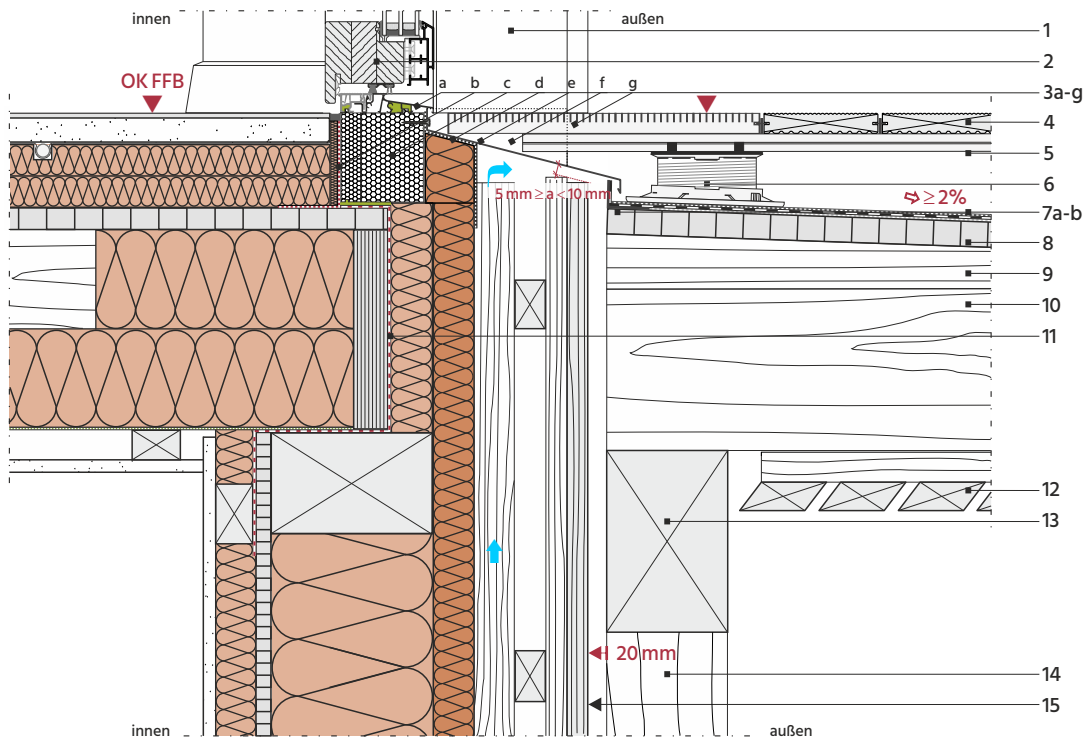 innen
außen
1
2
OK FFB
a b c d e f g
3a-g
4
5
6
5 mm ≥ a < 10 mm
≥ 2%
7a-b
8
9
10
11
12
13
20 mm
14
15
innen
außen